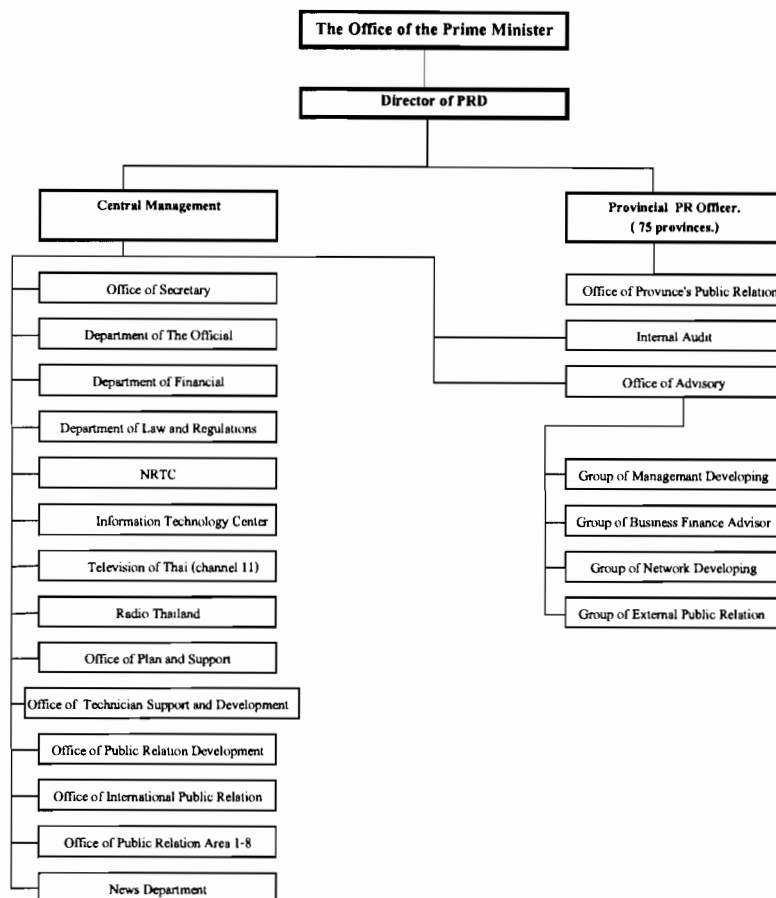 The Office of the Prime Minister
Director of PRD
Central Management
Provincial PR Officer.
( 75 provinces.)
Office of Secretary
Department of The Official
Department of Financial
Department of Law and Regulations
NRTC
Information Technology Center
Television of Thai (channel 11)
Radio Thailand
Office of Plan and Support
Office of Technician Support and Development
Office of Public Relation Development
Office of International Public Relation
Office of Public Relation Area 1-8
News Department
Office of Province's Public Relation
Internal Audit
Office of Advisory
Group of Managemant Developing
Group of Business Finance Advisor
Group of Network Developing
Group of External Public Relation